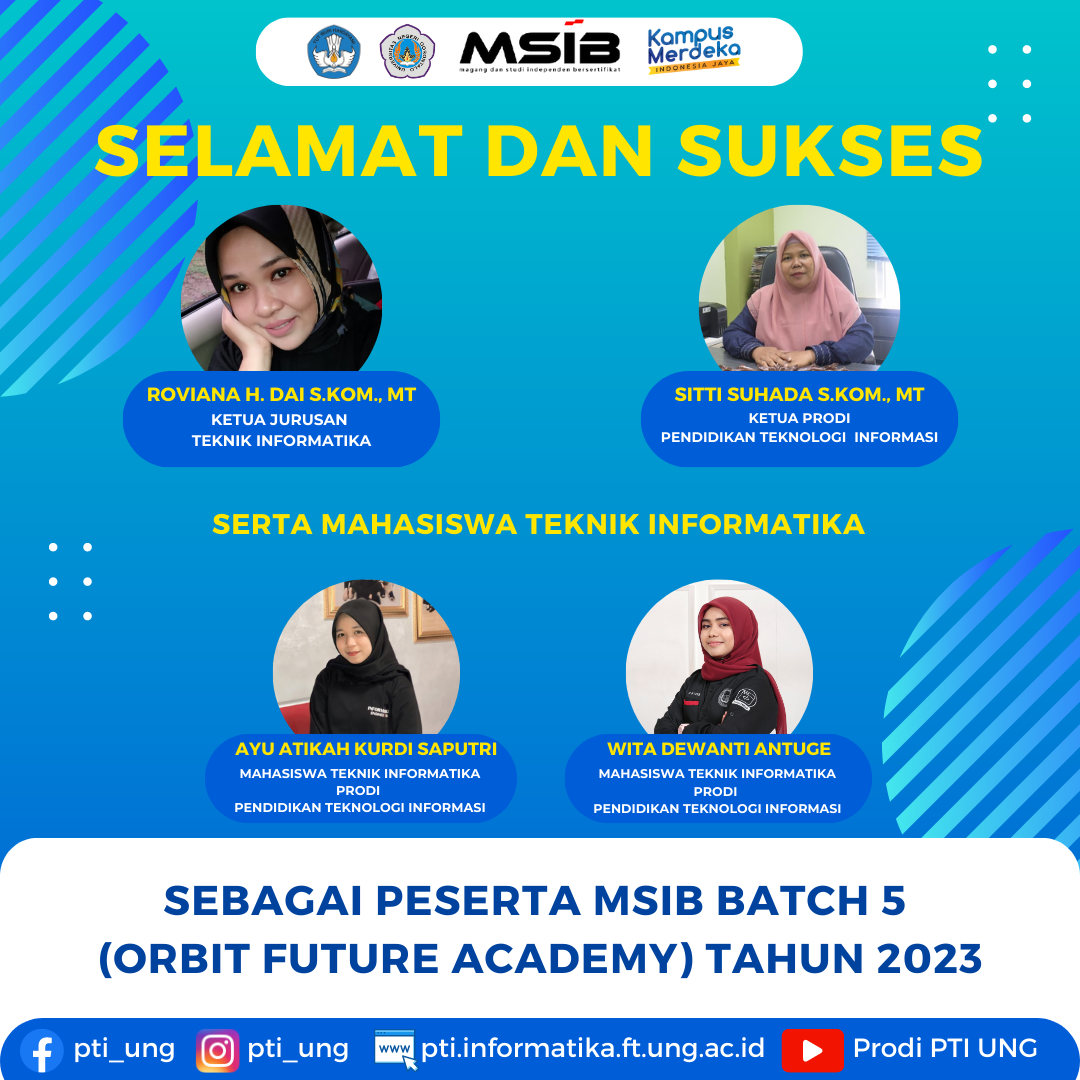 MSIB
magang dan studi independen bersertifikat
Kampus
Merdeka
INDONESIA JAYA
SELAMAT DAN SUKSES
ROVIANA H. DAI S.KOM., MT
KETUA JURUSAN
TEKNIK INFORMATIKA
SITTI SUHADA S.KOM., MT
KETUA PRODI
PENDIDIKAN TEKNOLOGI INFORMASI
SERTA MAHASISWA TEKNIK INFORMATIKA
AYU ATIKAH KURDI SAPUTRI
MAHASISWA TEKNIK INFORMATIKA
PRODI
PENDIDIKAN TEKNOLOGI INFORMASI
WITA DEWANTI ANTUGE
MAHASISWA TEKNIK INFORMATIKA
PRODI
PENDIDIKAN TEKNOLOGI INFORMASI
SEBAGAI PESERTA MSIB BATCH 5
(ORBIT FUTURE ACADEMY) TAHUN 2023
pti_ung
pti_ung
www
pti.informatika.ft.ung.ac.id
Prodi PTI UNG